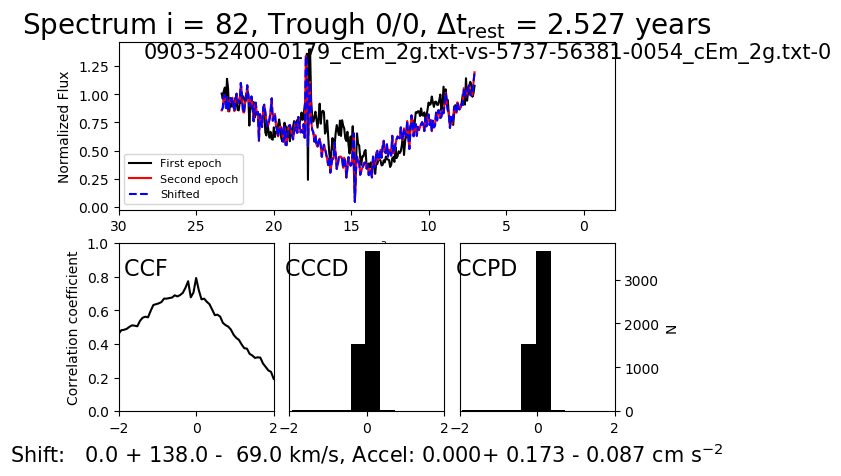 Spectrum i = 82, Trough 0/0, Δt_rest = 2.527 years
0903-52400-0179_cEm_2g.txt-vs-5737-56381-0054_cEm_2g.txt-0
Normalized Flux
1.25
1.00
0.75
0.50
0.25
0.00
First epoch
Second epoch
Shifted
30 25 20 15 10 5 0
Correlation coefficient
1.0
0.8
0.6
0.4
0.2
0.0
CCF
CCCD
CCPD
3000
2000
1000
0
N
−2 0 2
−2 0 2
−2 0 2
Shift: 0.0 + 138.0 - 69.0 km/s, Accel: 0.000+ 0.173 - 0.087 cm s⁻²